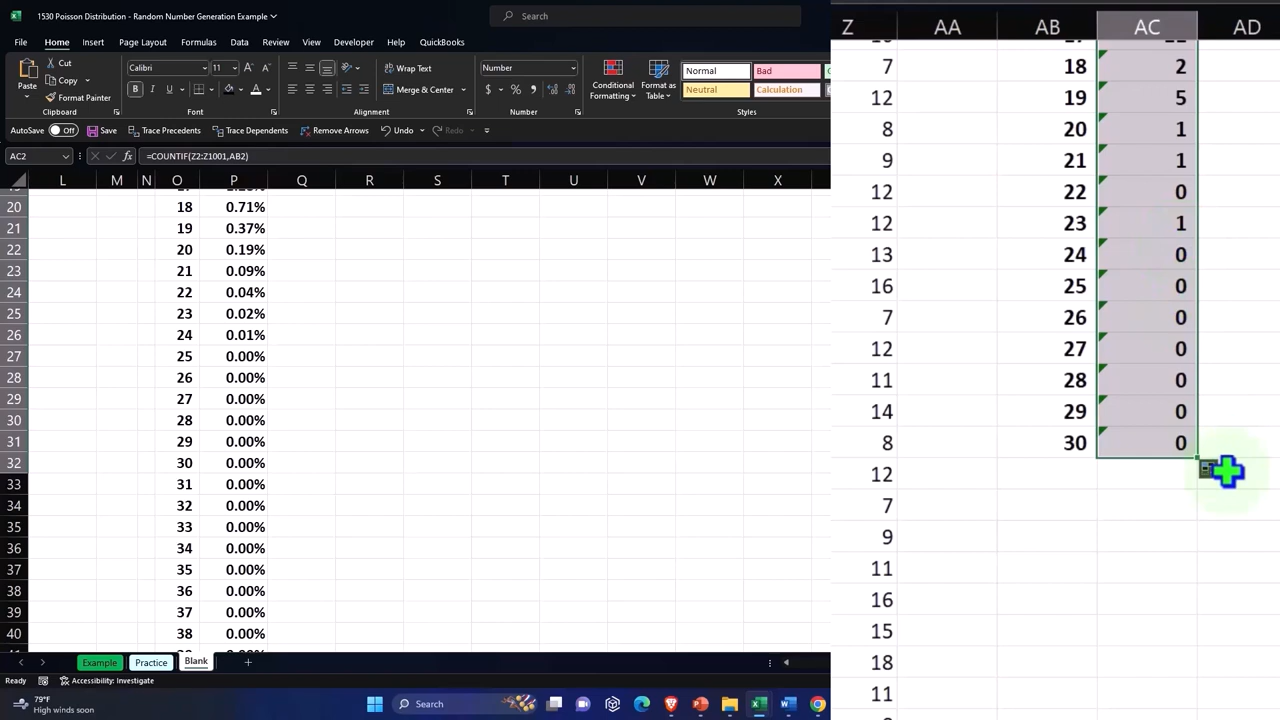 1530 Poisson Distribution - Random Number Generation Example
Search
File Home Insert Page Layout Formulas Data Review View Developer Help QuickBooks
Paste
Cut
Copy
Format Painter
Clipboard
Calibri 11
B I U
Font
Wrap Text
Merge & Center
Alignment
Number
$ % ,
Number
Conditional Formatting
Format as Table
Normal Bad
Neutral Calculation
Styles
AutoSave Off Save Trace Precedents Trace Dependents Remove Arrows Undo Redo
AC2 fx =COUNTIF(Z2:Z1001,AB2)
L M N O P Q R S T U V W X
20 18 0.71%
21 19 0.37%
22 20 0.19%
23 21 0.09%
24 22 0.04%
25 23 0.02%
26 24 0.01%
27 25 0.00%
28 26 0.00%
29 27 0.00%
30 28 0.00%
31 29 0.00%
32 30 0.00%
33 31 0.00%
34 32 0.00%
35 33 0.00%
36 34 0.00%
37 35 0.00%
38 36 0.00%
39 37 0.00%
40 38 0.00%
Example Practice Blank +
Ready Accessibility: Investigate
79°F
High winds soon
Search
Z AA AB AC AD
7 18 2
12 19 5
8 20 1
9 21 1
12 22 0
12 23 1
13 24 0
16 25 0
7 26 0
12 27 0
11 28 0
14 29 0
8 30 0
12
7
9
11
16
15
18
11